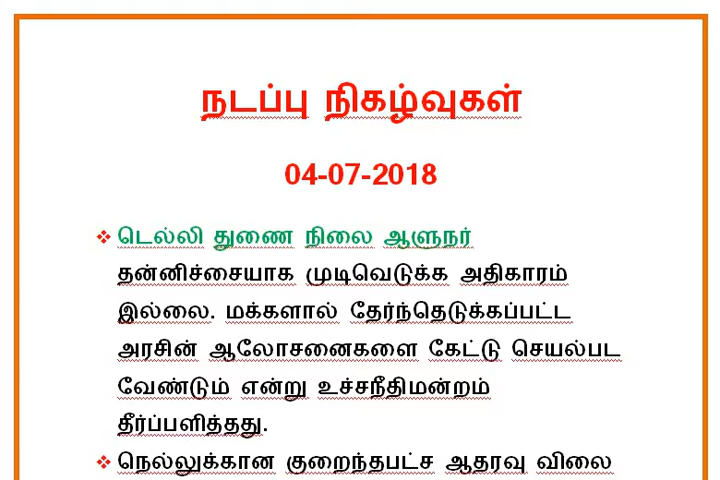 நடப்பு நிகழ்வுகள்
04-07-2018
❖ டெல்லி துணை நிலை ஆளுநர்
தன்னிச்சையாக முடிவெடுக்க அதிகாரம்
இல்லை. மக்களால் தேர்ந்தெடுக்கப்பட்ட
அரசின் ஆலோசனைகளை கேட்டு செயல்பட
வேண்டும் என்று உச்சநீதிமன்றம்
தீர்ப்பளித்தது.
❖ நெல்லுக்கான குறைந்தபட்ச ஆதரவு விலை